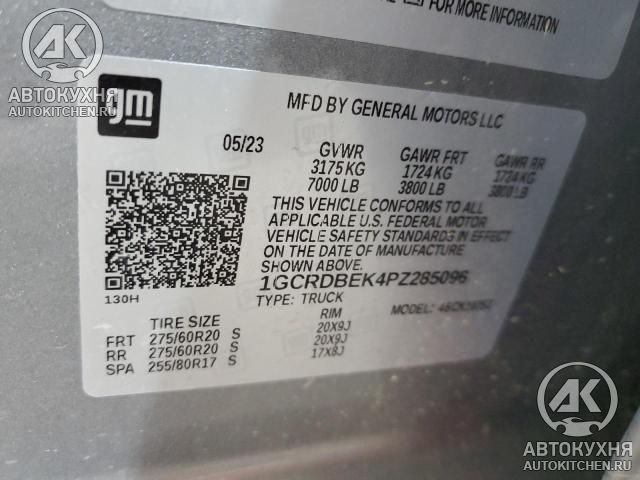 FOR MORE INFORMATION
АВТОКУХНЯ
AUTOKITCHEN.RU
gm
MFD BY GENERAL MOTORS LLC
05/23 GVWR GAWR FRT GAWR RR
3175 KG 1724 KG 1724 KG
7000 LB 3800 LB 3800 LB
THIS VEHICLE CONFORMS TO ALL
APPLICABLE U.S. FEDERAL MOTOR
VEHICLE SAFETY STANDARDS IN EFFECT
ON THE DATE OF MANUFACTURE
SHOWN ABOVE.
1GCRDBEK4PZ285096
130H
TYPE: TRUCK MODEL:
TIRE SIZE RIM
FRT 275/60R20 S 20X9J
RR 275/60R20 S 20X9J
SPA 255/80R17 S 17X8J
АК
АВТОКУХНЯ
AUTOKITCHEN.RU